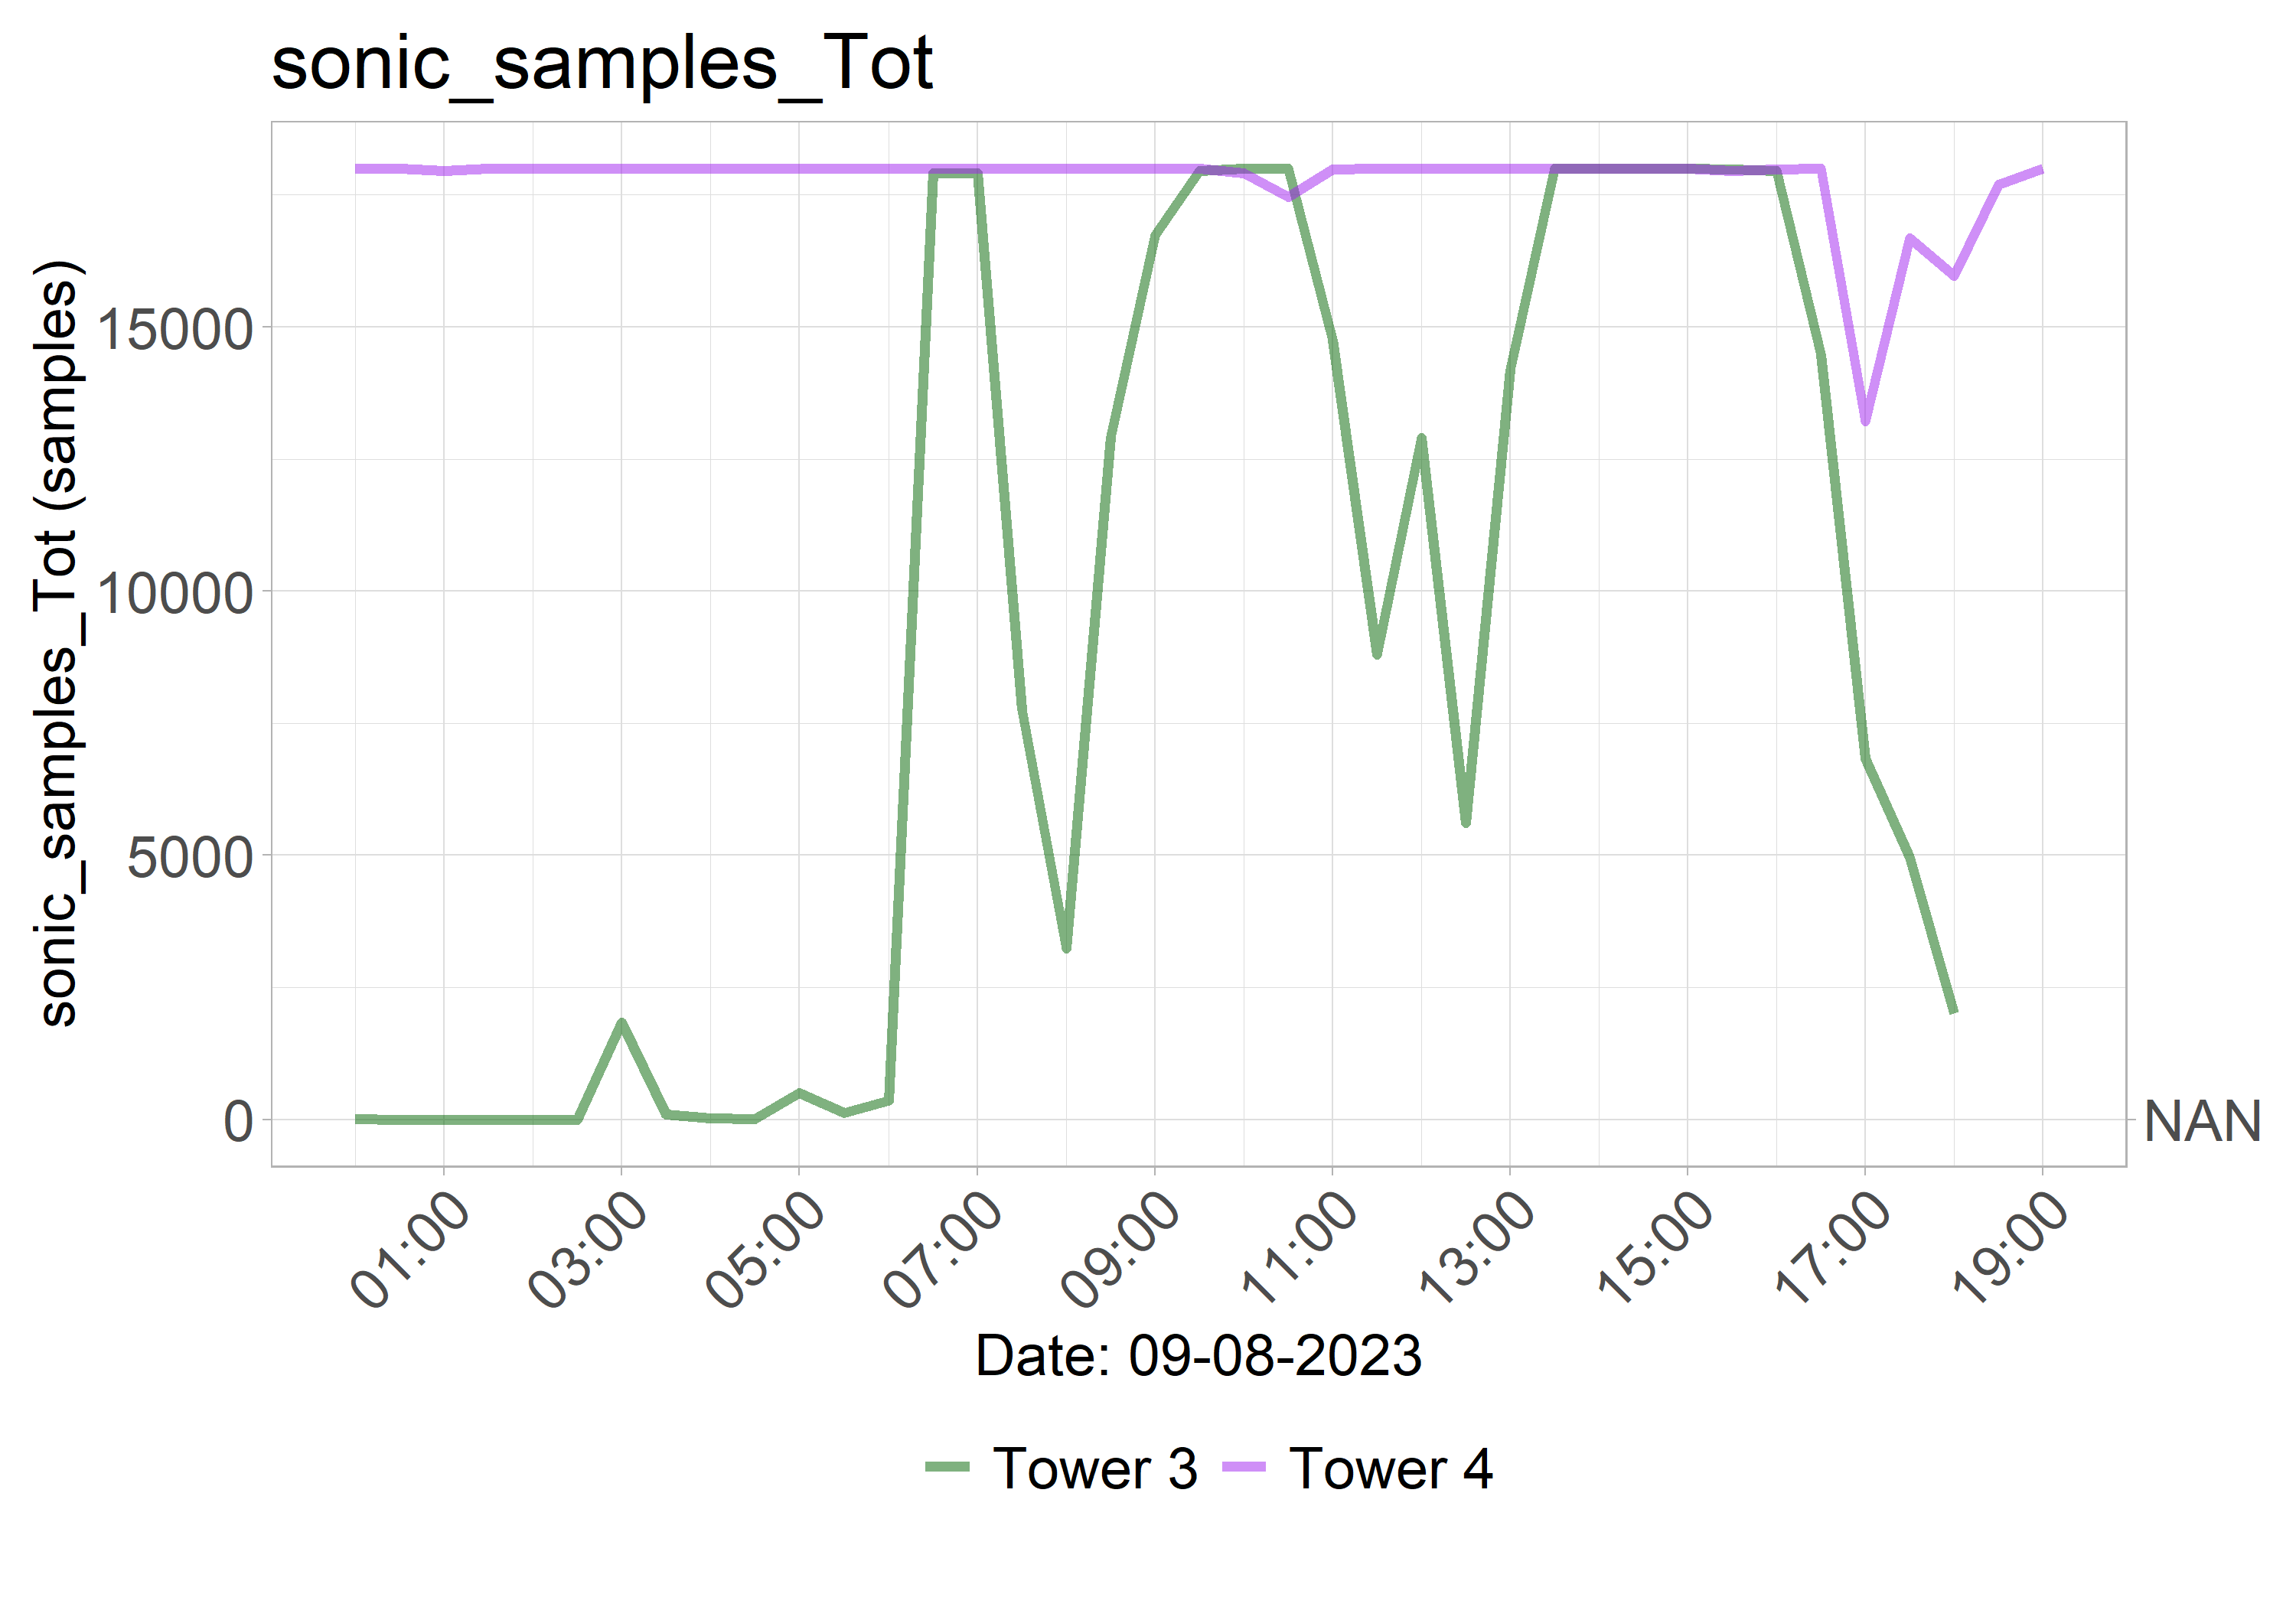 sonic_samples_Tot
sonic_samples_Tot (samples)
15000
10000
5000
0
NAN
01:00
03:00
05:00
07:00
09:00
11:00
13:00
15:00
17:00
19:00
Date: 09-08-2023
Tower 3
Tower 4